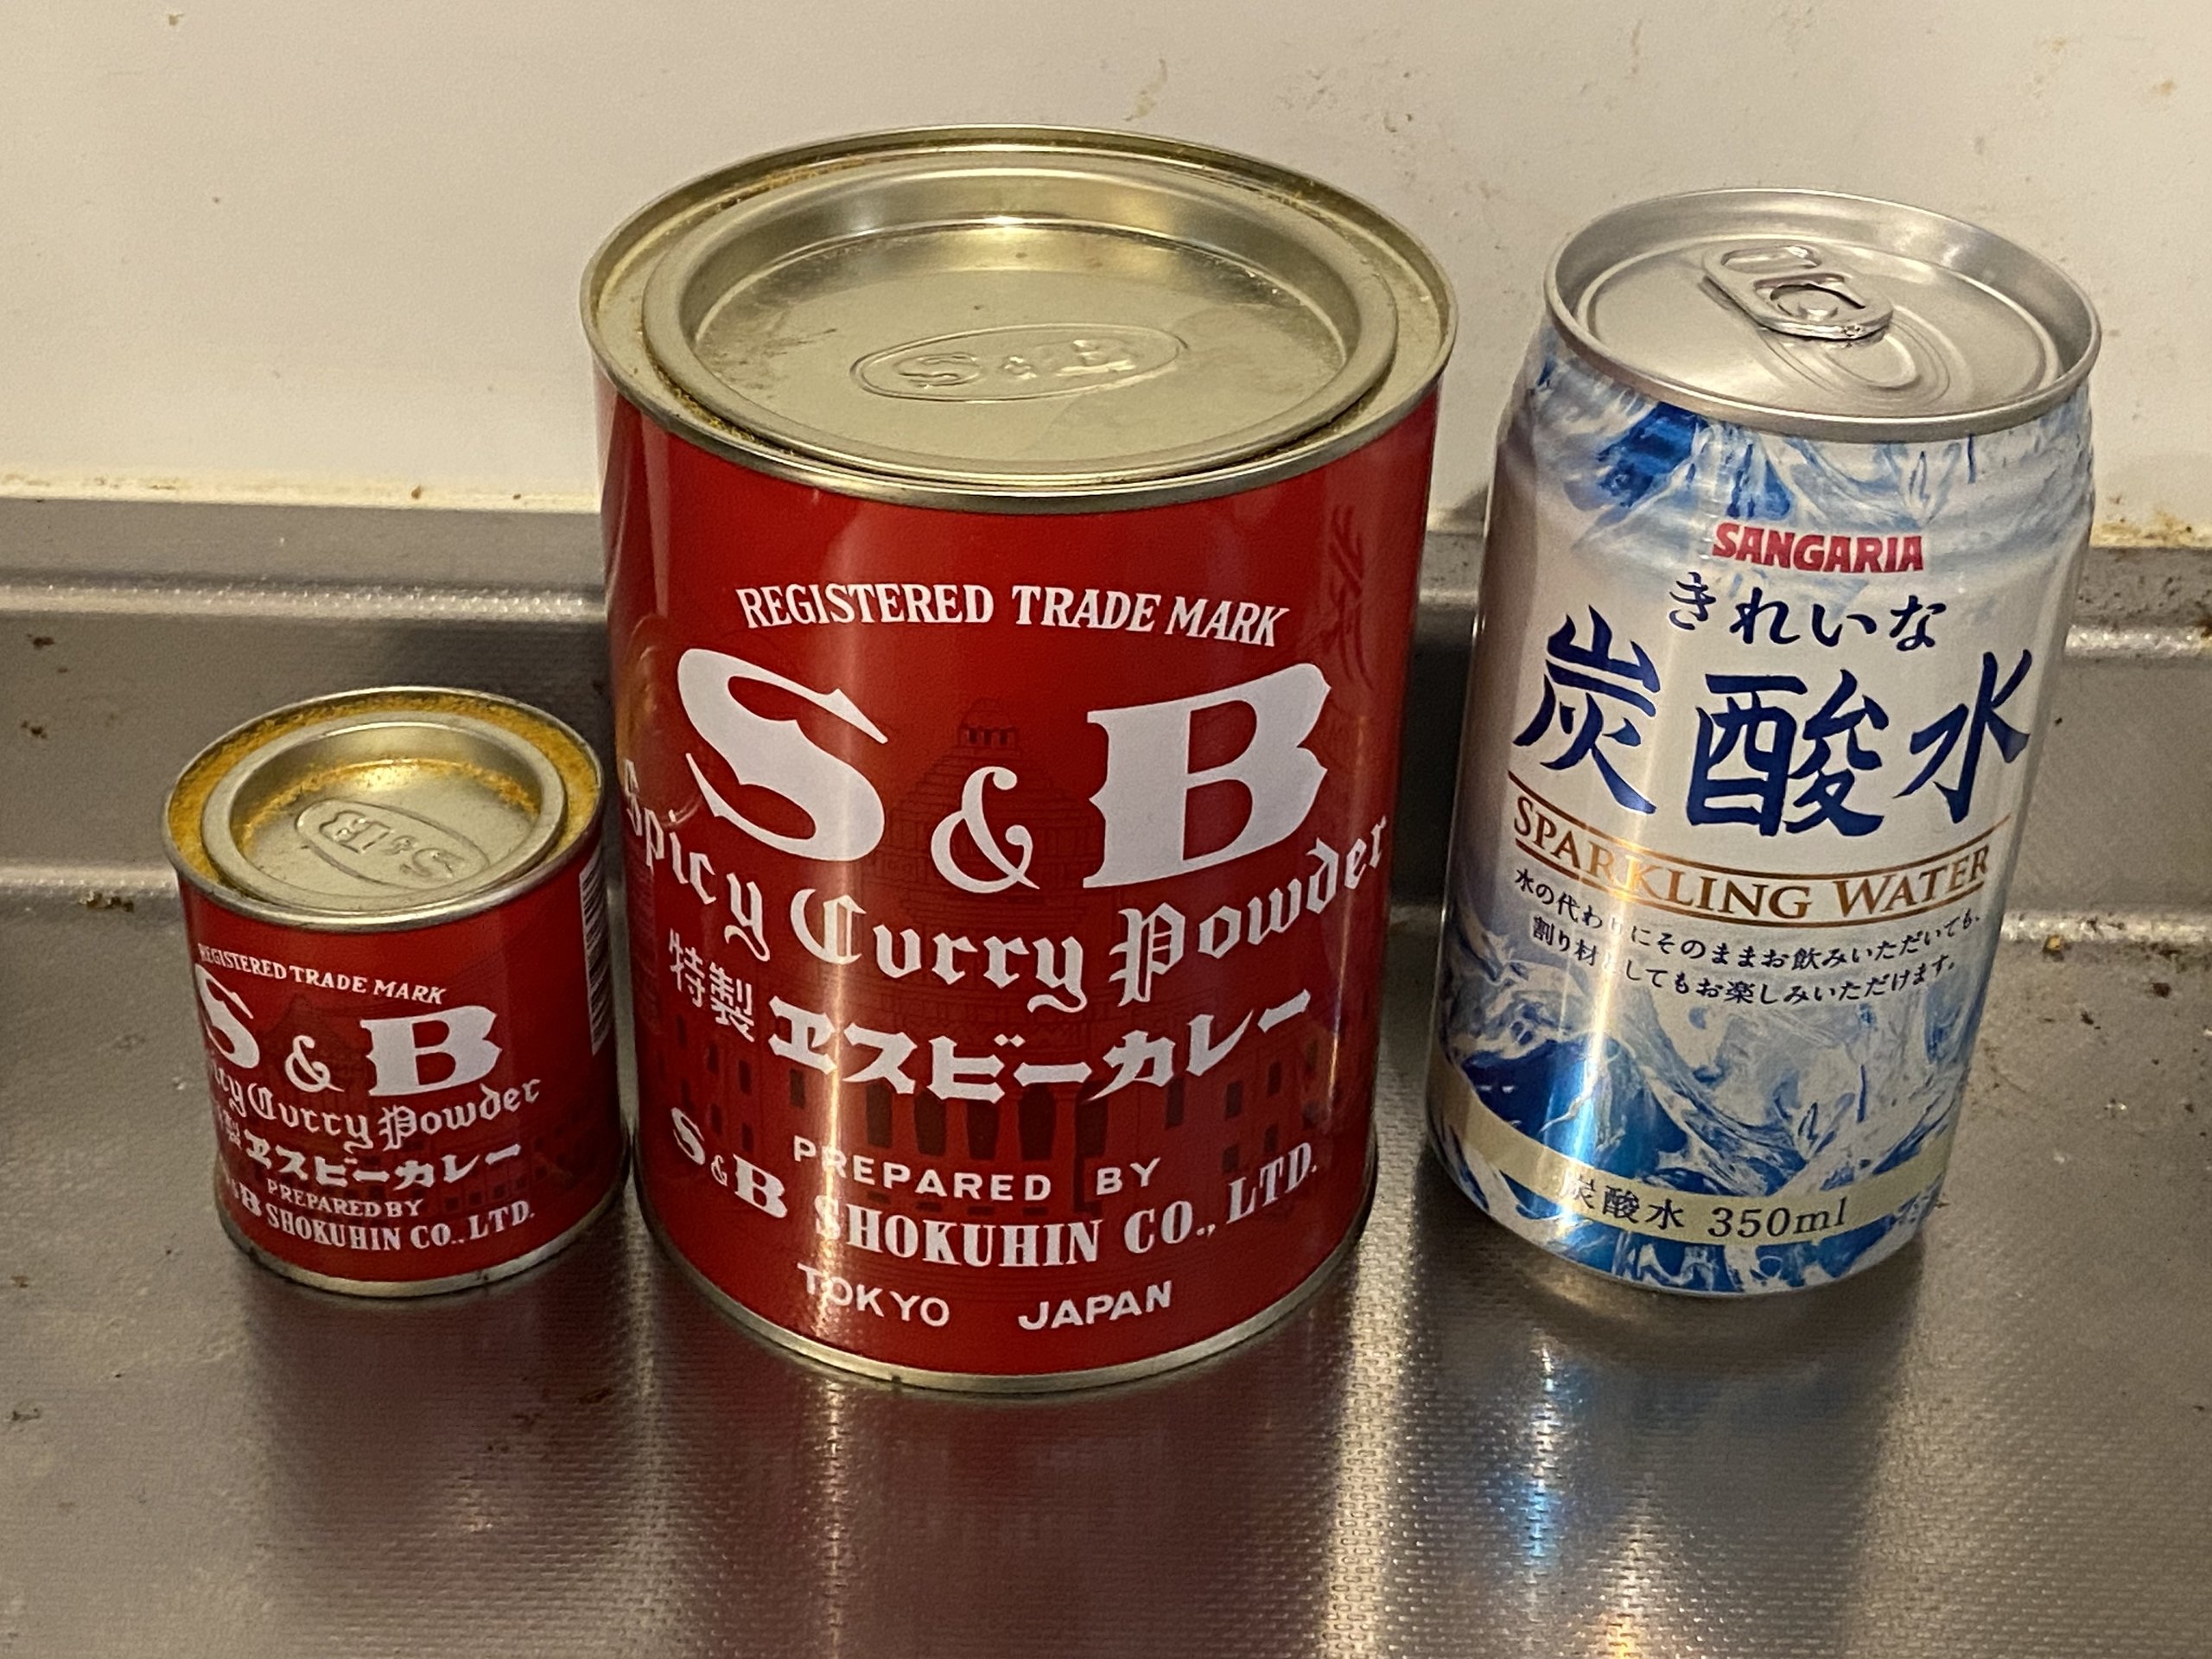 S&B
REGISTERED TRADE MARK
S & B
Curry Powder
ヱスビーカレー
PREPARED BY
SHOKUHIN CO., LTD.
S & B
REGISTERED TRADE MARK
S & B
Spicy Curry Powder
特製 ヱスビーカレー
PREPARED BY
S&B SHOKUHIN CO., LTD.
TOKYO JAPAN
SANGARIA
きれいな
炭酸水
SPARKLING WATER
水の代わりにそのままお飲みいただいても、
割り材としてもお楽しみいただけます。
炭酸水 350ml